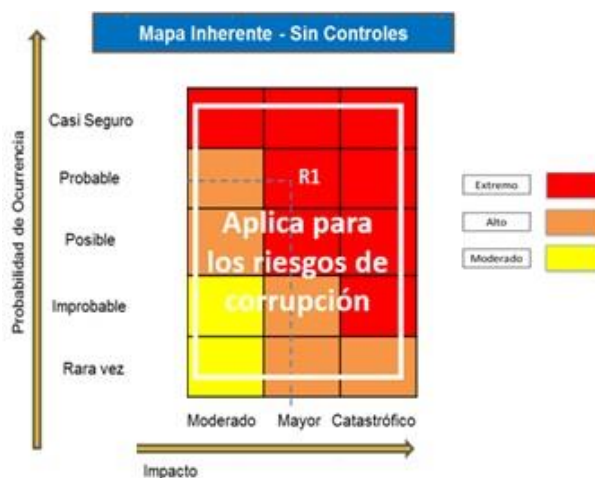 Mapa Inherente - Sin Controles
Probabilidad de Ocurrencia
Casi Seguro
Probable
Posible
Improbable
Rara vez
R1
Aplica para
los riesgos de
corrupción
Extremo
Alto
Moderado
Moderado Mayor Catastrófico
Impacto